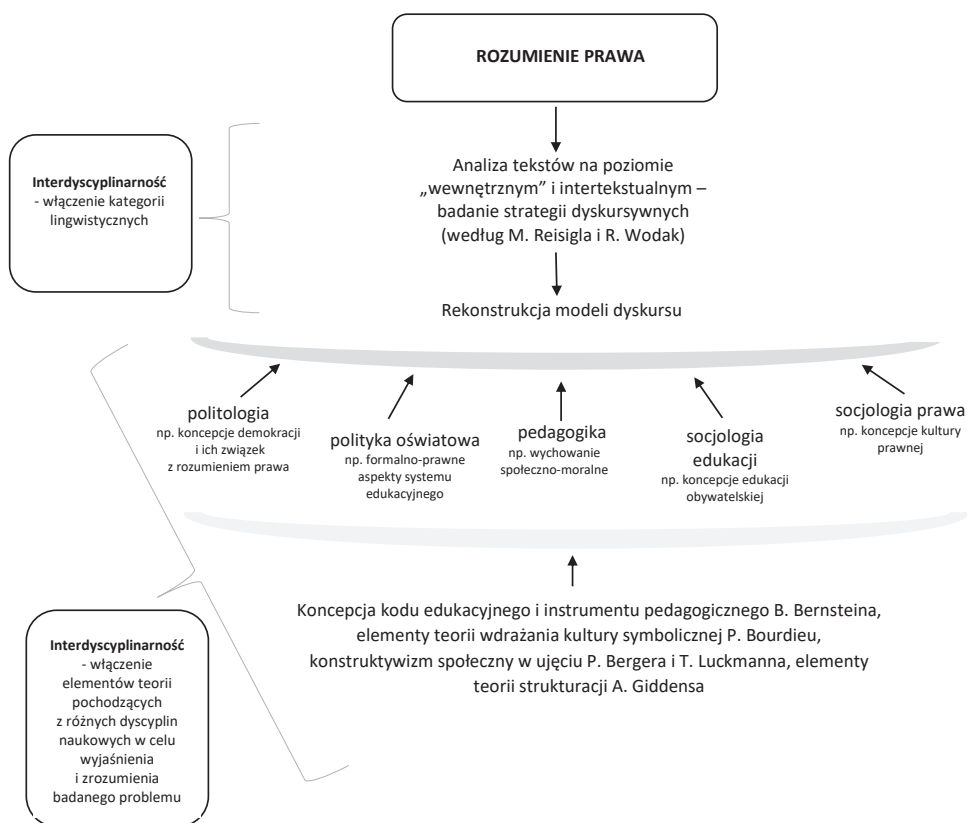 ROZUMIENIE PRAWA
Interdyscyplinarność
- włączenie kategorii
lingwistycznych
Analiza tekstów na poziomie
„wewnętrznym” i intertekstualnym –
badanie strategii dyskursywnych
(według M. Reisigla i R. Wodak)
Rekonstrukcja modeli dyskursu
politologia
np. koncepcje demokracji
i ich związek
z rozumieniem prawa
polityka oświatowa
np. formalno-prawne
aspekty systemu
edukacyjnego
pedagogika
np. wychowanie
społeczno-moralne
socjologia
edukacji
np. koncepcje edukacji
obywatelskiej
socjologia prawa
np. koncepcje kultury
prawnej
Koncepcja kodu edukacyjnego i instrumentu pedagogicznego B. Bernsteina,
elementy teorii wdrażania kultury symbolicznej P. Bourdieu,
konstruktywizm społeczny w ujęciu P. Bergera i T. Luckmanna, elementy
teorii strukturacji A. Giddensa
Interdyscyplinarność
- włączenie
elementów teorii
pochodzących
z różnych dyscyplin
naukowych w celu
wyjaśnienia
i zrozumienia
badanego problemu